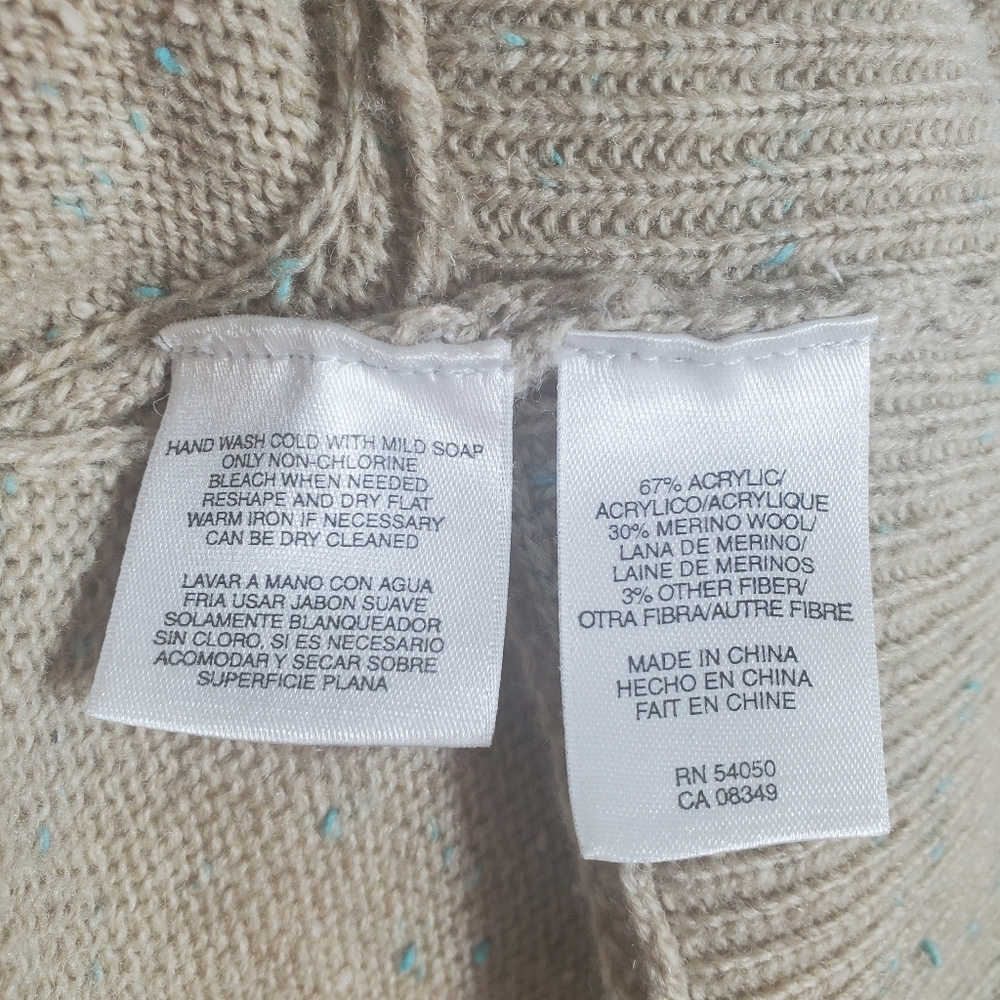 HAND WASH COLD WITH MILD SOAP
ONLY NON-CHLORINE
BLEACH WHEN NEEDED
RESHAPE AND DRY FLAT
WARM IRON IF NECESSARY
CAN BE DRY CLEANED
LAVAR A MANO CON AGUA
FRIA USAR JABON SUAVE
SOLAMENTE BLANQUEADOR
SIN CLORO, SI ES NECESARIO
ACOMODAR Y SECAR SOBRE
SUPERFICIE PLANA
67% ACRYLIC/
ACRYLICO/ACRYLIQUE
30% MERINO WOOL/
LANA DE MERINO/
LAINE DE MERINOS
3% OTHER FIBER/
OTRA FIBRA/AUTRE FIBRE
MADE IN CHINA
HECHO EN CHINA
FAIT EN CHINE
RN 54050
CA 08349